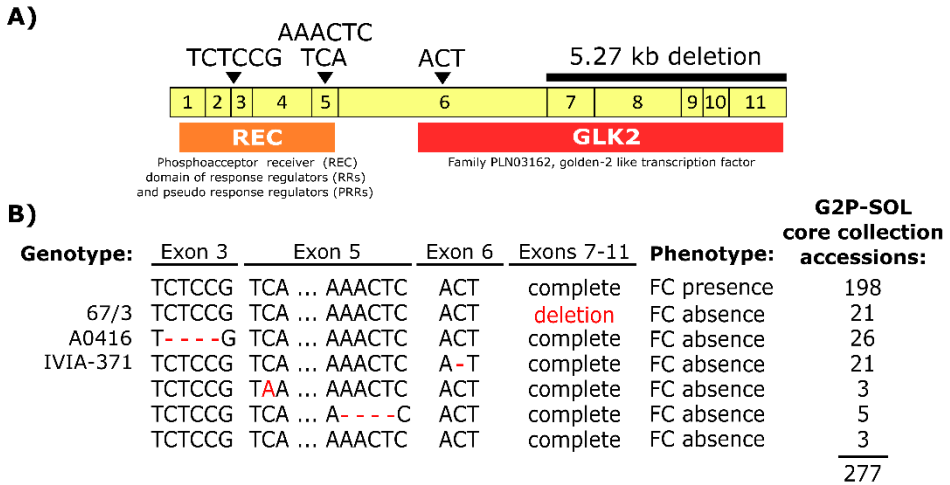 A)
AAACTC
TCTCCG TCA ACT 5.27 kb deletion
1 2 3 4 5 6 7 8 9 10 11
REC GLK2
Phosphoacceptor receiver (REC) Family PLN03162, golden-2 like transcription factor
domain of response regulators (RRs)
and pseudo response regulators (PRRs)
B)
G2P-SOL
core collection
Genotype: Exon 3 Exon 5 Exon 6 Exons 7-11 Phenotype: accessions:
TCTCCG TCA ... AAACTC ACT complete FC presence 198
67/3 TCTCCG TCA ... AAACTC ACT deletion FC absence 21
A0416 T----G TCA ... AAACTC ACT complete FC absence 26
IVIA-371 TCTCCG TCA ... AAACTC A-T complete FC absence 21
TCTCCG TAA ... AAACTC ACT complete FC absence 3
TCTCCG TCA ... A----C ACT complete FC absence 5
TCTCCG TCA ... AAACTC ACT complete FC absence 3
277